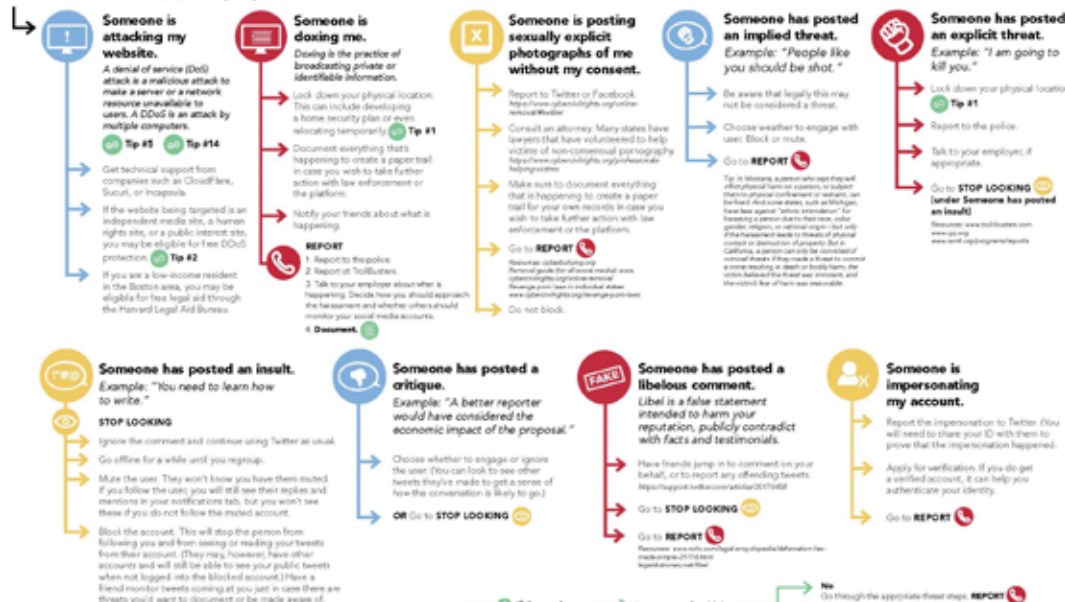 Someone is
attacking my
website.
A denial of service (DoS)
attack is a malicious attack to
make a server or a network
resource unavailable to
users. A DDoS is an attack by
multiple computers.
Tip #5 Tip #14
Get technical support from
companies such as CloudFlare,
Sucuri, or Incapsula.
If the website being targeted is an
independent media site, a human
rights site, or a public interest site,
you may be eligible for free DDoS
protection. Tip #2
If you are a low-income resident
in the Boston area, you may be
eligible for free legal aid through
the Harvard Legal Aid Bureau.
Someone is
doxing me.
Doxing is the practice of
broadcasting private or
identifiable information.
Lock down your physical location.
This can include developing
a home security plan or even
relocating temporarily. Tip #1
Document everything that's
happening to create a paper trail
in case you wish to take further
action with law enforcement or
the platform.
Notify your friends about what is
happening.
REPORT
1. Report to the police.
2. Report at TrollBusters.
3. Talk to your employer about what is
happening. Decide how you should approach
the harassment and whether others should
monitor your social media accounts.
4. Document.
Someone is posting
sexually explicit
photographs of me
without my consent.
Report to Twitter or Facebook.
Consult an attorney. Many states have
lawyers that have volunteered to help
victims of non-consensual pornography.
Make sure to document everything
that is happening to create a paper
trail for your own records in case you
wish to take further action with law
enforcement or the platform.
Go to REPORT
Do not block.
Someone has posted
an implied threat.
Example: "People like
you should be shot."
Be aware that legally this may
not be considered a threat.
Choose weather to engage with
user. Block or mute.
Go to REPORT
Someone has posted
an explicit threat.
Example: "I am going to
kill you."
Lock down your physical locatio
Tip #1
Report to the police.
Talk to your employer, if
appropriate.
Go to STOP LOOKING
(under Someone has posted
an insult)
Resources: www.trollbusters.com
Someone has posted an insult.
Example: "You need to learn how
to write."
STOP LOOKING
Ignore the comment and continue using Twitter as usual.
Go offline for a while until you regroup.
Mute the user. They won't know you have them muted.
If you follow the user, you will still see their replies and
mentions in your notifications tab, but you won't see
these if you do not follow the muted account.
Block the account. This will stop the person from
following you and from seeing or reading your tweets
from their account. (They may, however, have other
accounts and will still be able to see your public tweets
when not logged into the blocked account.) Have a
friend monitor tweets coming at you just in case there are
threats you'd want to document or be made aware of.
Someone has posted a
critique.
Example: "A better reporter
would have considered the
economic impact of the proposal."
Choose whether to engage or ignore
the user. (You can look to see other
tweets they've made to get a sense of
how the conversation is likely to go.)
OR Go to STOP LOOKING
FAKE
Someone has posted a
libelous comment.
Libel is a false statement
intended to harm your
reputation, publicly contradict
with facts and testimonials.
Have friends jump in to comment on your
behalf, or to report any offending tweets.
Go to STOP LOOKING
Go to REPORT
Someone is
impersonating
my account.
Report the impersonation to Twitter. (You
will need to share your ID with them to
prove that the impersonation happened.
Apply for verification. If you do get
a verified account, it can help you
authenticate your identity.
Go to REPORT
No
Go through the appropriate threat steps. REPORT